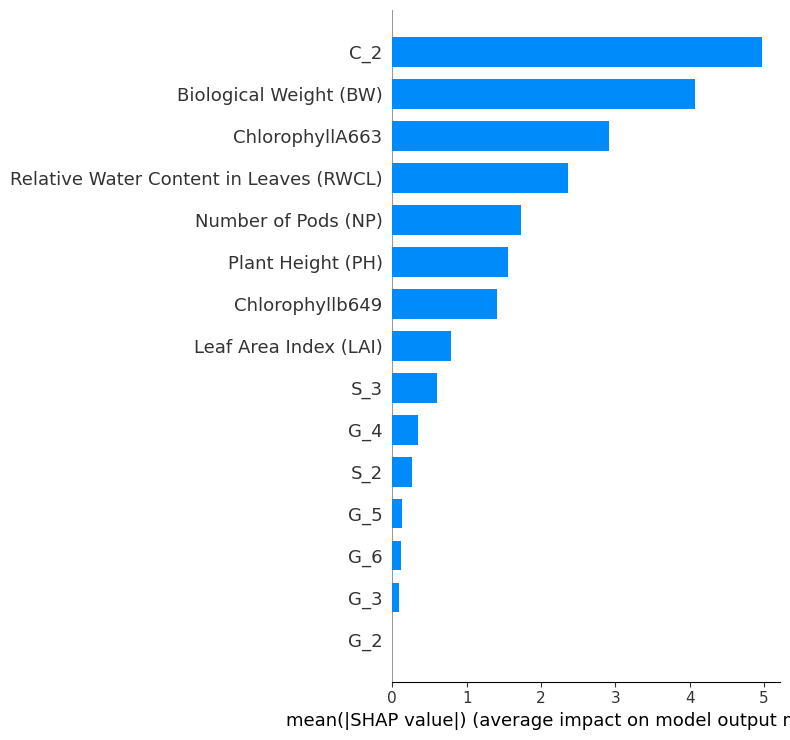 C_2
Biological Weight (BW)
ChlorophyllA663
Relative Water Content in Leaves (RWCL)
Number of Pods (NP)
Plant Height (PH)
Chlorophyllb649
Leaf Area Index (LAI)
S_3
G_4
S_2
G_5
G_6
G_3
G_2
0 1 2 3 4 5
mean(|SHAP value|) (average impact on model output